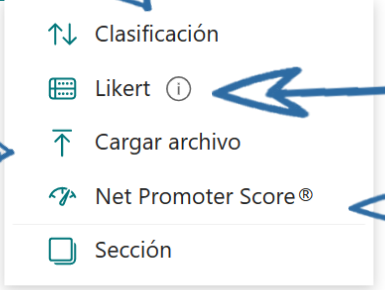 Clasificación
Likert
Cargar archivo
Net Promoter Score®
Sección